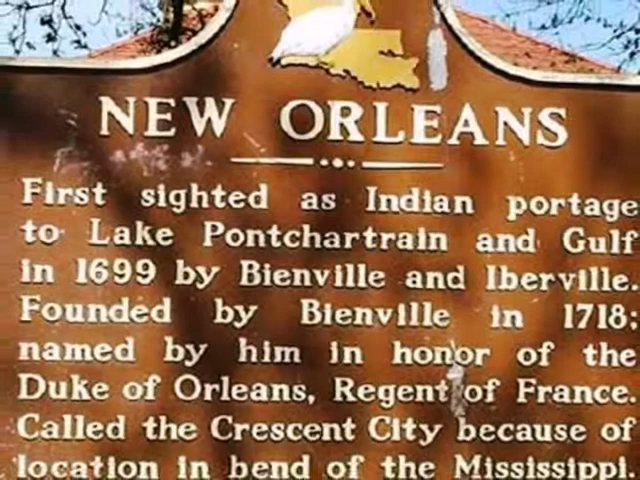 NEW ORLEANS
First sighted as Indian portage
to Lake Pontchartrain and Gulf
in 1699 by Bienville and Iberville.
Founded by Bienville in 1718;
named by him in honor of the
Duke of Orleans, Regent of France.
Called the Crescent City because of
location in bend of the Mississippi.